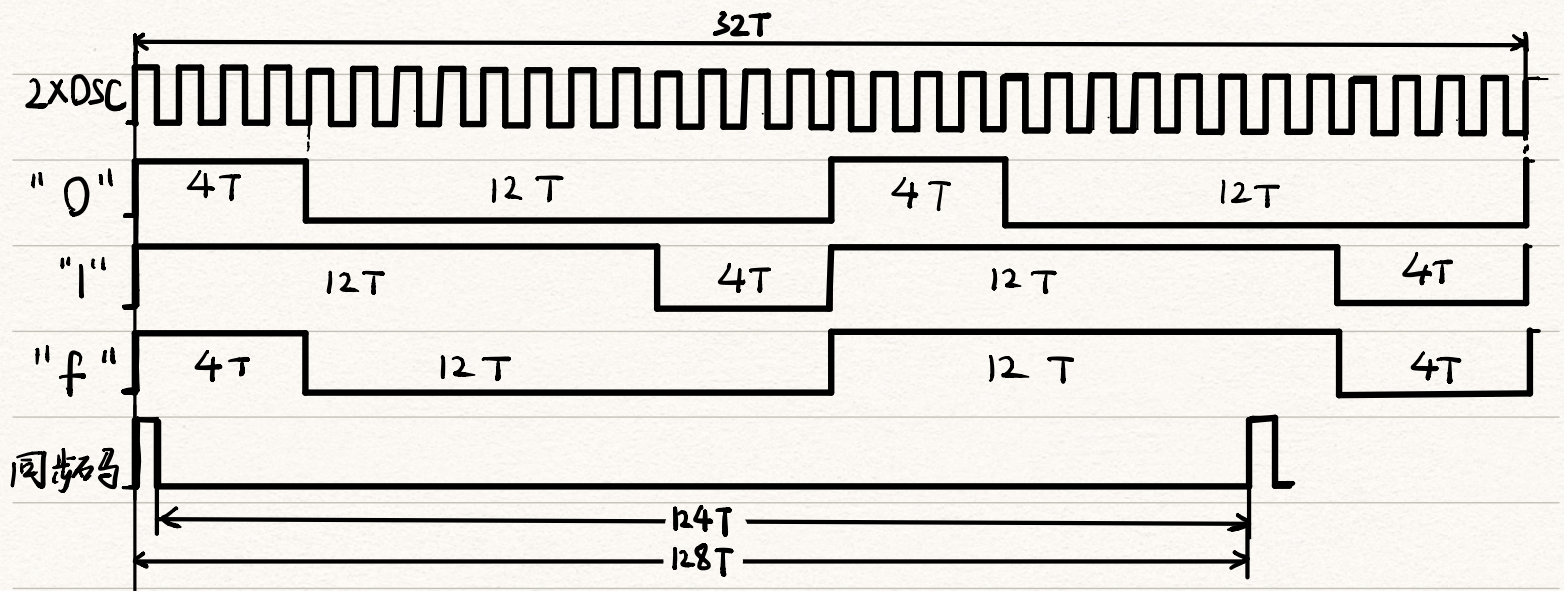 32T
2XOSC
"0" 4T 12T 4T 12T
"1" 12T 4T 12T 4T
"f" 4T 12T 12T 4T
同步码
124T
128T